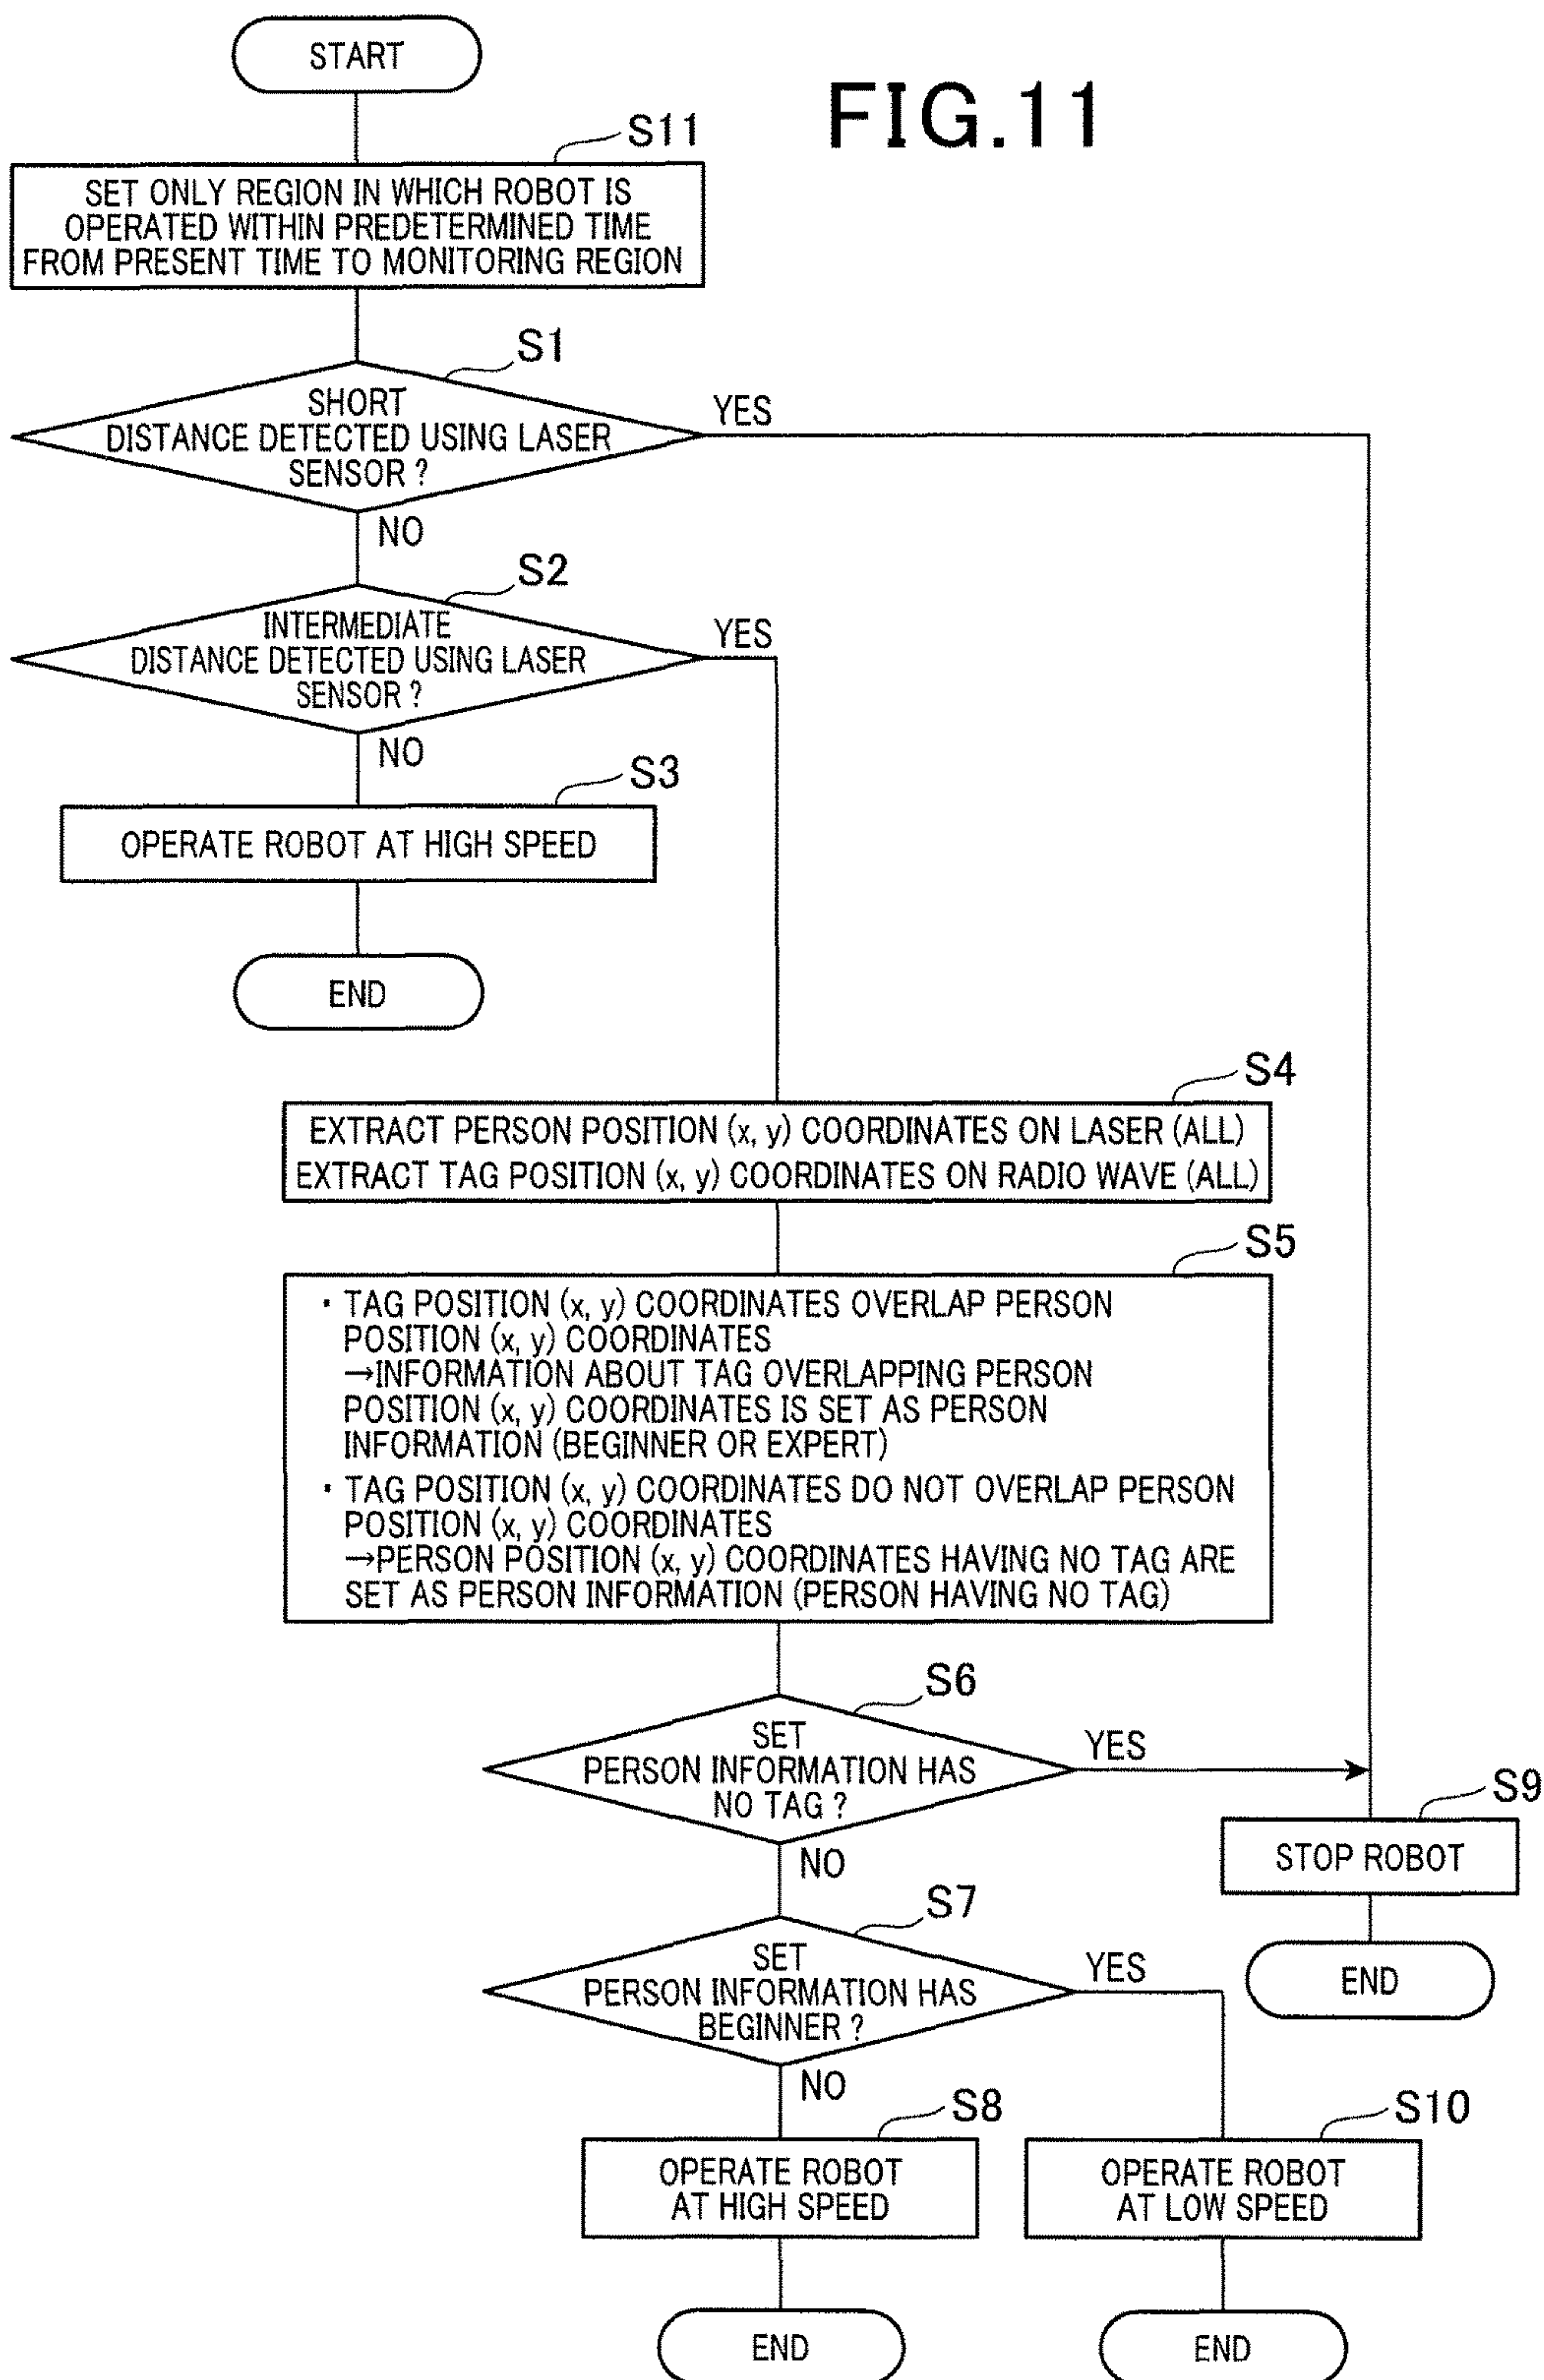 START
FIG.11
S11
SET ONLY REGION IN WHICH ROBOT IS
OPERATED WITHIN PREDETERMINED TIME
FROM PRESENT TIME TO MONITORING REGION
S1
SHORT
DISTANCE DETECTED USING LASER
SENSOR ?
YES
NO
S2
INTERMEDIATE
DISTANCE DETECTED USING LASER
SENSOR ?
YES
NO
S3
OPERATE ROBOT AT HIGH SPEED
END
S4
EXTRACT PERSON POSITION (x, y) COORDINATES ON LASER (ALL)
EXTRACT TAG POSITION (x, y) COORDINATES ON RADIO WAVE (ALL)
S5
・ TAG POSITION (x, y) COORDINATES OVERLAP PERSON
POSITION (x, y) COORDINATES
→INFORMATION ABOUT TAG OVERLAPPING PERSON
POSITION (x, y) COORDINATES IS SET AS PERSON
INFORMATION (BEGINNER OR EXPERT)
・ TAG POSITION (x, y) COORDINATES DO NOT OVERLAP PERSON
POSITION (x, y) COORDINATES
→PERSON POSITION (x, y) COORDINATES HAVING NO TAG ARE
SET AS PERSON INFORMATION (PERSON HAVING NO TAG)
S6
SET
PERSON INFORMATION HAS
NO TAG ?
YES
NO
S9
STOP ROBOT
END
S7
SET
PERSON INFORMATION HAS
BEGINNER ?
YES
NO
S8
OPERATE ROBOT
AT HIGH SPEED
END
S10
OPERATE ROBOT
AT LOW SPEED
END